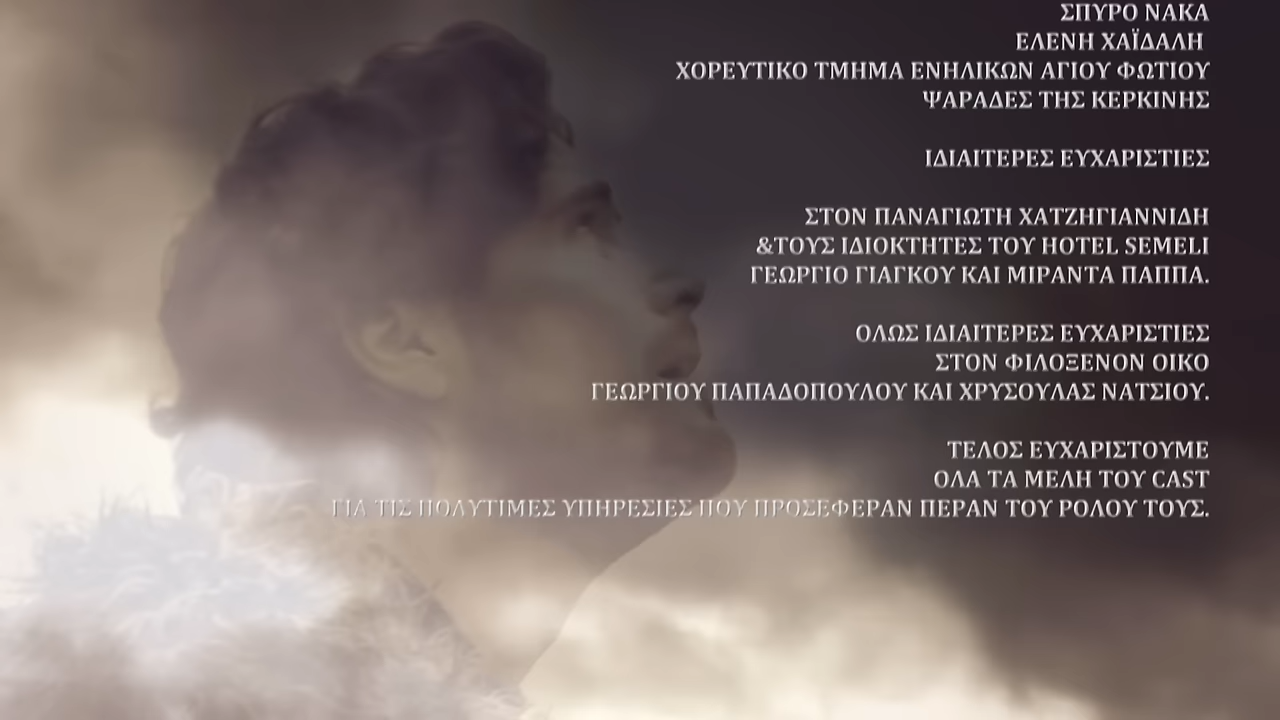 ΣΠΥΡΟ ΝΑΚΑ
ΕΛΕΝΗ ΧΑΪΔΑΛΗ
ΧΟΡΕΥΤΙΚΟ ΤΜΗΜΑ ΕΝΗΛΙΚΩΝ ΑΓΙΟΥ ΦΩΤΙΟΥ
ΨΑΡΑΔΕΣ ΤΗΣ ΚΕΡΚΙΝΗΣ
ΙΔΙΑΙΤΕΡΕΣ ΕΥΧΑΡΙΣΤΙΕΣ
ΣΤΟΝ ΠΑΝΑΓΙΩΤΗ ΧΑΤΖΗΓΙΑΝΝΙΔΗ
&ΤΟΥΣ ΙΔΙΟΚΤΗΤΕΣ ΤΟΥ HOTEL SEMELI
ΓΕΩΡΓΙΟ ΓΙΑΓΚΟΥ ΚΑΙ ΜΙΡΑΝΤΑ ΠΑΠΠΑ.
ΟΛΩΣ ΙΔΙΑΙΤΕΡΕΣ ΕΥΧΑΡΙΣΤΙΕΣ
ΣΤΟΝ ΦΙΛΟΞΕΝΟΝ ΟΙΚΟ
ΓΕΩΡΓΙΟΥ ΠΑΠΑΔΟΠΟΥΛΟΥ ΚΑΙ ΧΡΥΣΟΥΛΑΣ ΝΑΤΣΙΟΥ.
ΤΕΛΟΣ ΕΥΧΑΡΙΣΤΟΥΜΕ
ΟΛΑ ΤΑ ΜΕΛΗ ΤΟΥ CAST
ΓΙΑ ΤΙΣ ΠΟΛΥΤΙΜΕΣ ΥΠΗΡΕΣΙΕΣ ΠΟΥ ΠΡΟΣΕΦΕΡΑΝ ΠΕΡΑΝ ΤΟΥ ΡΟΛΟΥ ΤΟΥΣ.